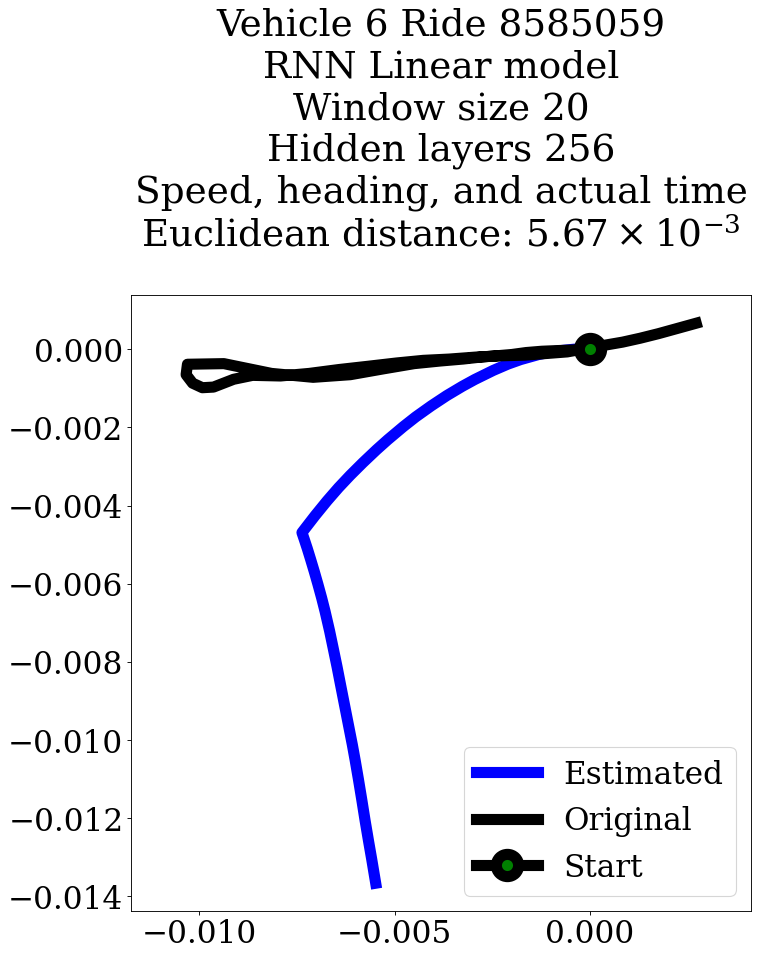 Vehicle 6 Ride 8585059
RNN Linear model
Window size 20
Hidden layers 256
Speed, heading, and actual time
Euclidean distance: 5.67 × 10⁻³
0.000
−0.002
−0.004
−0.006
−0.008
−0.010
−0.012
−0.014
Estimated
Original
Start
−0.010
−0.005
0.000